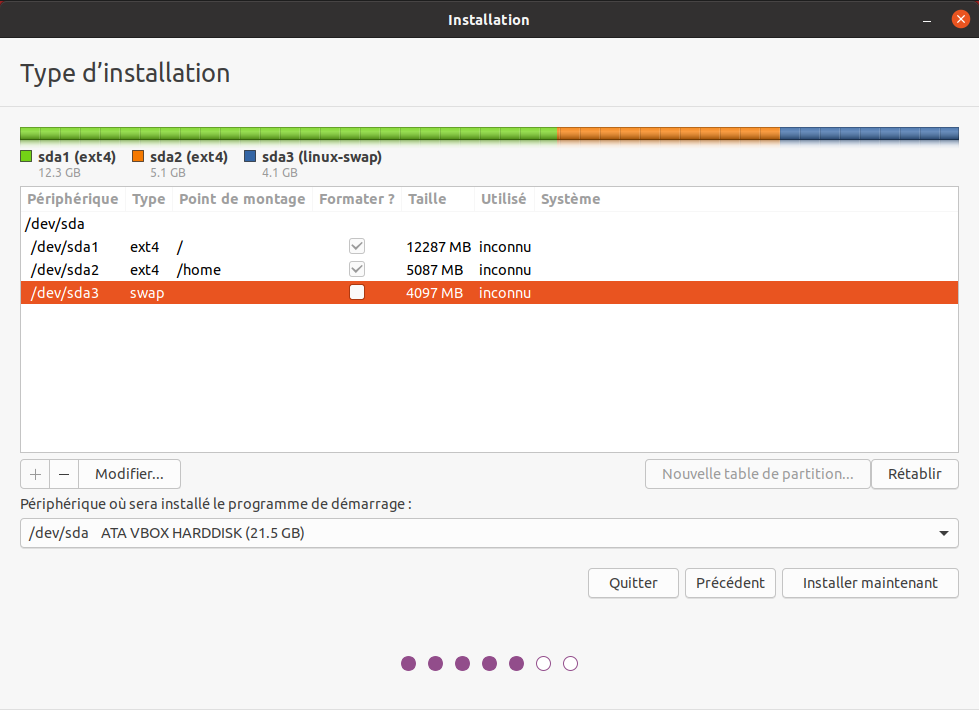 Installation
Type d’installation
sda1 (ext4) sda2 (ext4) sda3 (linux-swap)
12.3 GB 5.1 GB 4.1 GB
Périphérique Type Point de montage Formater ? Taille Utilisé Système
/dev/sda
/dev/sda1 ext4 / 12287 MB inconnu
/dev/sda2 ext4 /home 5087 MB inconnu
/dev/sda3 swap 4097 MB inconnu
+ − Modifier... Nouvelle table de partition... Rétablir
Périphérique où sera installé le programme de démarrage :
/dev/sda ATA VBOX HARDDISK (21.5 GB)
Quitter Précédent Installer maintenant